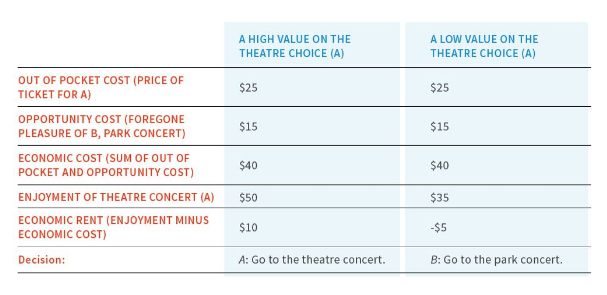 A HIGH VALUE ON THE
THEATRE CHOICE (A)
A LOW VALUE ON THE
THEATRE CHOICE (A)
OUT OF POCKET COST (PRICE OF
TICKET FOR A)
$25
$25
OPPORTUNITY COST (FOREGONE
PLEASURE OF B, PARK CONCERT)
$15
$15
ECONOMIC COST (SUM OF OUT OF
POCKET AND OPPORTUNITY COST)
$40
$40
ENJOYMENT OF THEATRE CONCERT (A)
$50
$35
ECONOMIC RENT (ENJOYMENT MINUS
ECONOMIC COST)
$10
-$5
Decision:
A: Go to the theatre concert.
B: Go to the park concert.